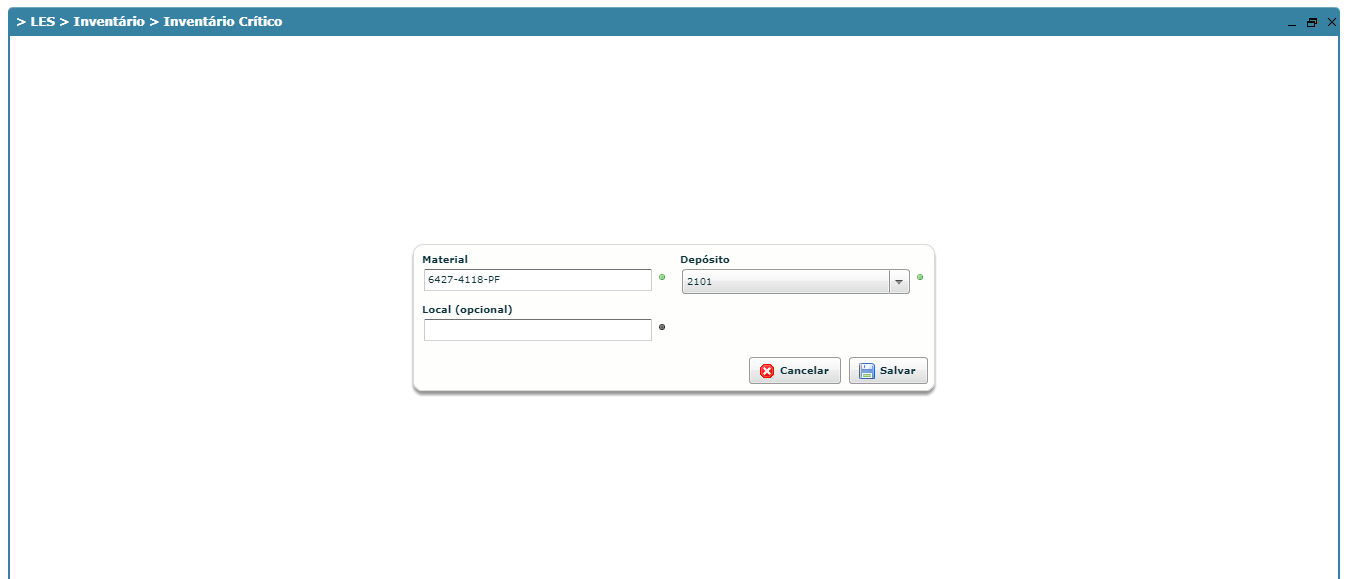 > LES > Inventário > Inventário Crítico
Material
Depósito
6427-4118-PF
2101
Local (opcional)
Cancelar
Salvar